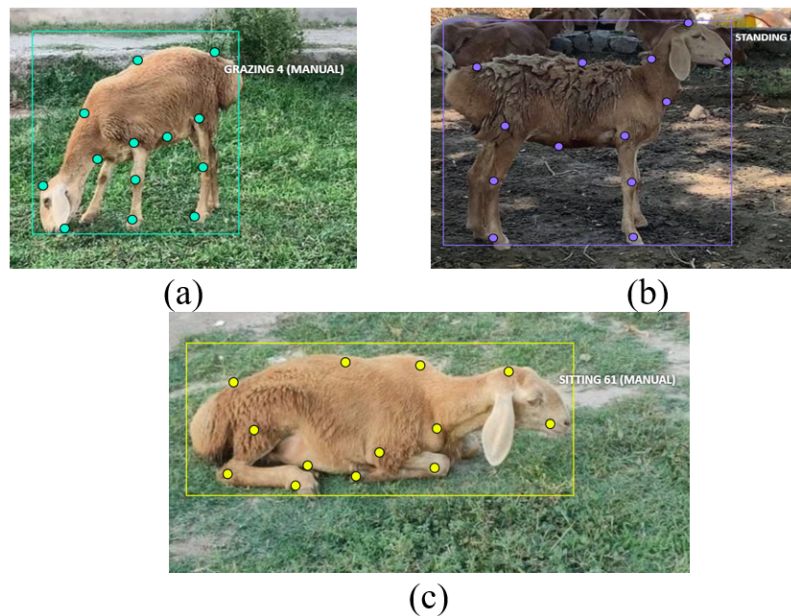 GRAZING 4 (MANUAL)
STANDING
(a)
(b)
SITTING 61 (MANUAL)
(c)